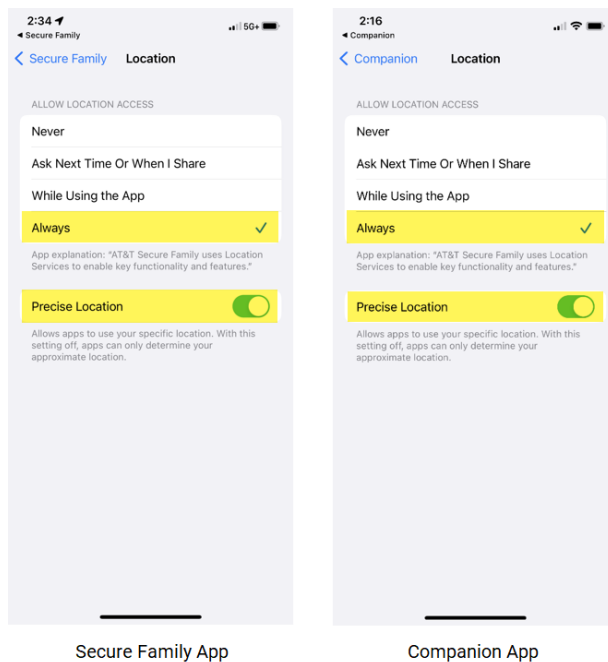 2:34
5G+
Secure Family
Secure Family
Location
ALLOW LOCATION ACCESS
Never
Ask Next Time Or When I Share
While Using the App
Always
App explanation: “AT&T Secure Family uses Location
Services to enable key functionality and features.”
Precise Location
Allows apps to use your specific location. With this
setting off, apps can only determine your
approximate location.
Secure Family App
2:16
Companion
Companion
Location
ALLOW LOCATION ACCESS
Never
Ask Next Time Or When I Share
While Using the App
Always
App explanation: “AT&T Secure Family uses Location
Services to enable key functionality and features.”
Precise Location
Allows apps to use your specific location. With this
setting off, apps can only determine your
approximate location.
Companion App